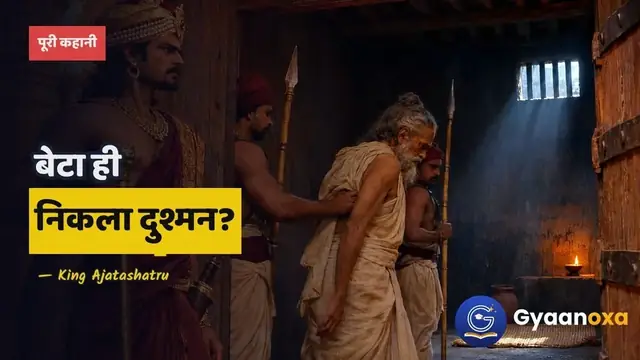 पूरी कहानी
बेटा ही
निकला दुश्मन?
— King Ajatashatru
Gyaanoxa